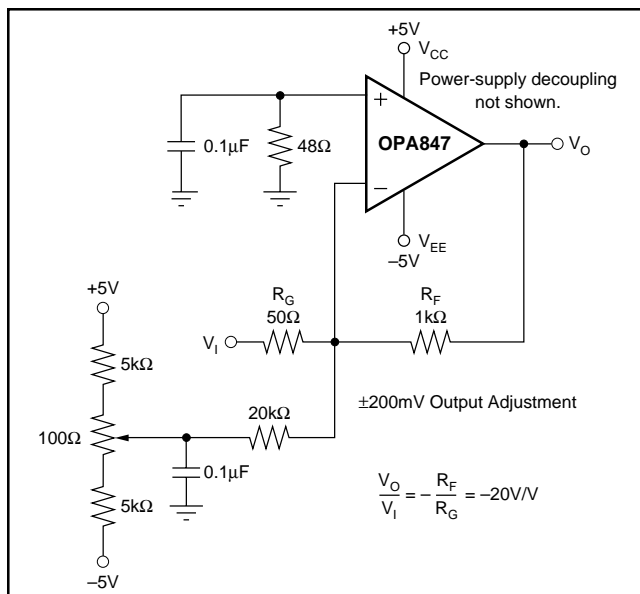 +5V
V_CC
Power-supply decoupling
not shown.
+
OPA847
−
V_O
0.1µF
48Ω
V_EE
–5V
+5V
R_G
50Ω
R_F
1kΩ
V_I
5kΩ
±200mV Output Adjustment
20kΩ
100Ω
0.1µF
V_O/V_I = – R_F/R_G = –20V/V
5kΩ
–5V